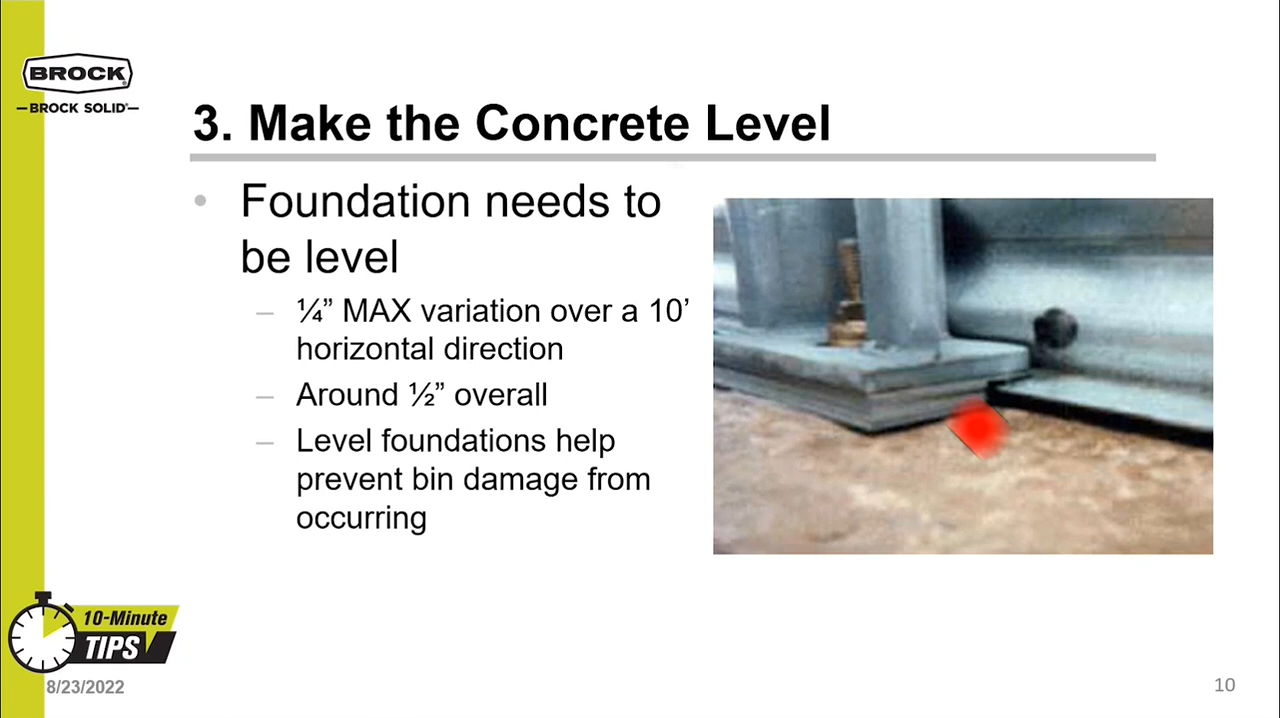 BROCK
BROCK SOLID
3. Make the Concrete Level
• Foundation needs to
be level
– ¼” MAX variation over a 10’
horizontal direction
– Around ½” overall
– Level foundations help
prevent bin damage from
occurring
10-Minute
TIPS
8/23/2022
10